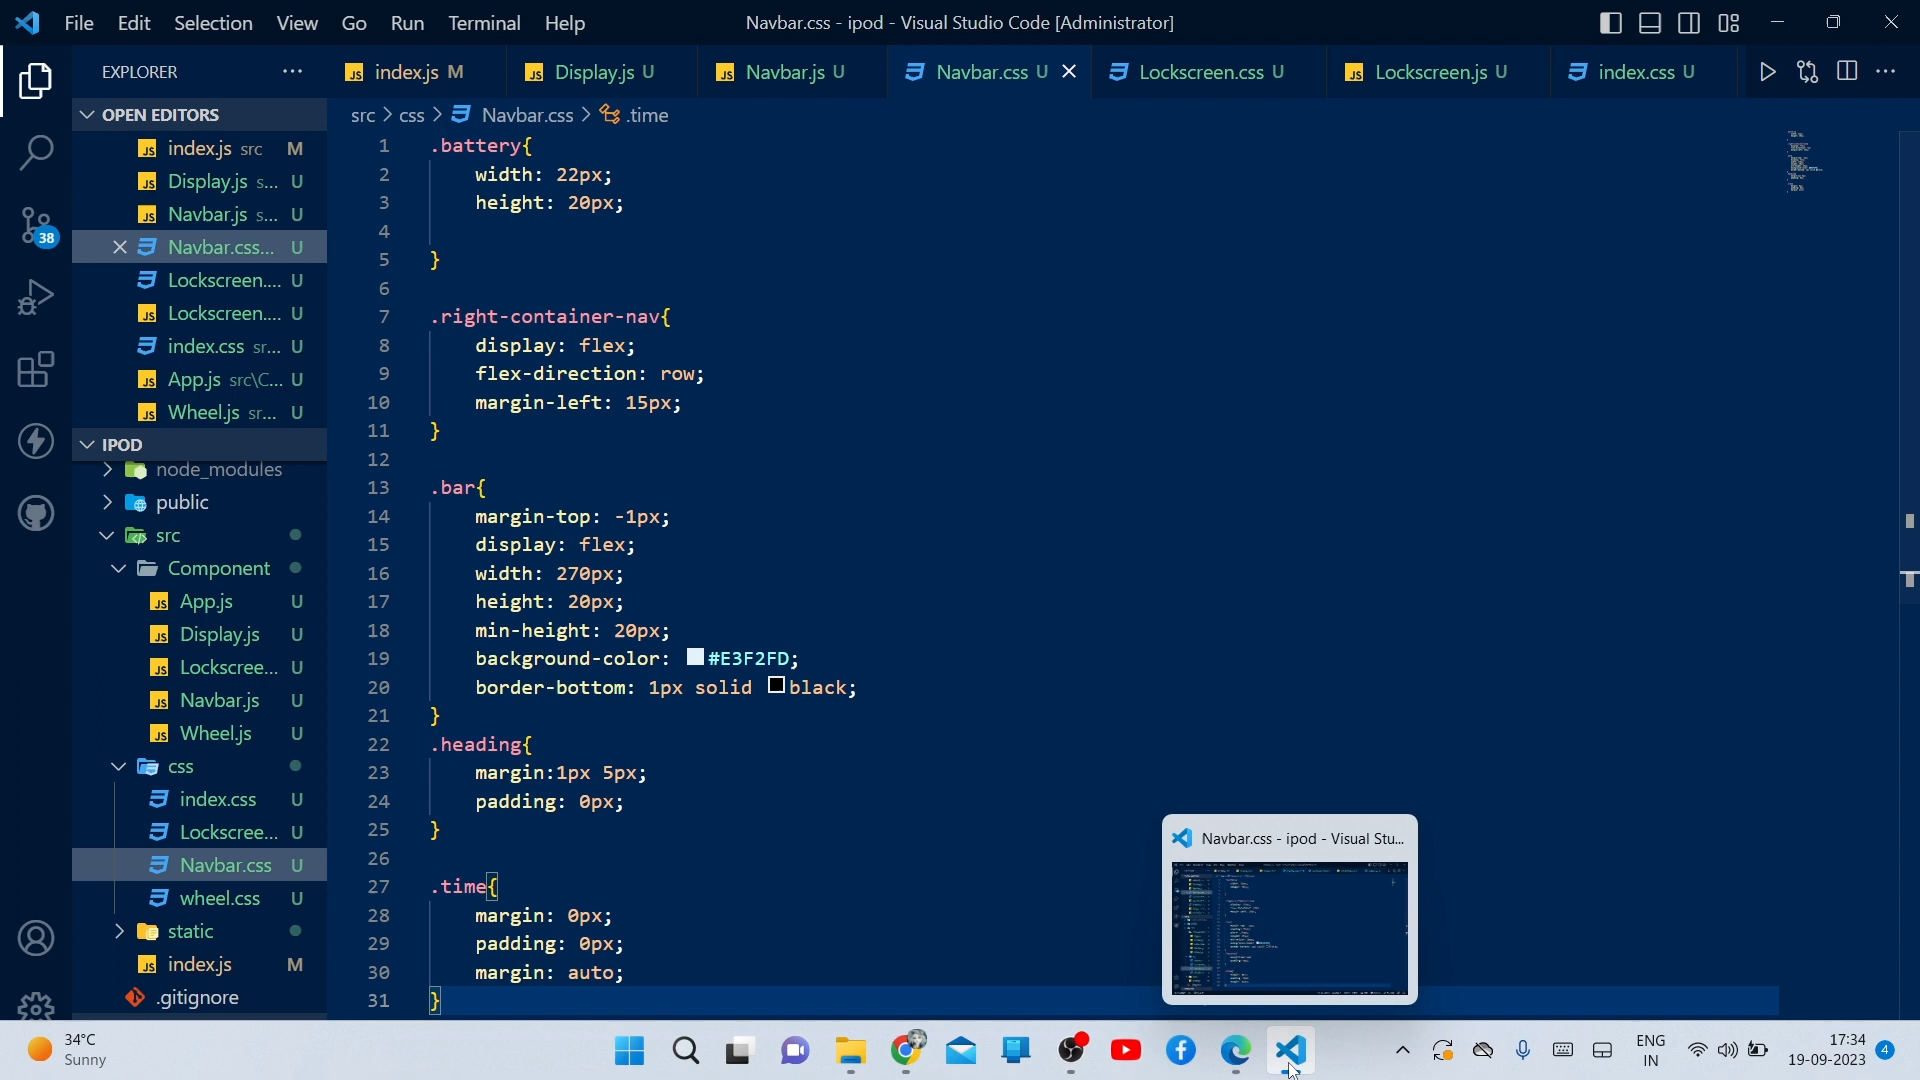 File Edit Selection View Go Run Terminal Help
Navbar.css - ipod - Visual Studio Code [Administrator]
EXPLORER
index.js M
Display.js U
Navbar.js U
Navbar.css U
Lockscreen.css U
Lockscreen.js U
index.css U
OPEN EDITORS
index.js src M
Display.js s... U
Navbar.js s... U
Navbar.css... U
Lockscreen.... U
Lockscreen.... U
index.css sr... U
App.js src\C... U
Wheel.js sr... U
IPOD
node_modules
public
src
Component
App.js U
Display.js U
Lockscree... U
Navbar.js U
Wheel.js U
css
index.css U
Lockscree... U
Navbar.css U
wheel.css U
static
index.js M
.gitignore
38
src > css > Navbar.css > .time
1 .battery{
2 width: 22px;
3 height: 20px;
4
5 }
6
7 .right-container-nav{
8 display: flex;
9 flex-direction: row;
10 margin-left: 15px;
11 }
12
13 .bar{
14 margin-top: -1px;
15 display: flex;
16 width: 270px;
17 height: 20px;
18 min-height: 20px;
19 background-color: #E3F2FD;
20 border-bottom: 1px solid black;
21 }
22 .heading{
23 margin:1px 5px;
24 padding: 0px;
25 }
26
27 .time{
28 margin: 0px;
29 padding: 0px;
30 margin: auto;
31 }
Navbar.css - ipod - Visual Stu...
34°C
Sunny
ENG
IN
17:34
19-09-2023
4